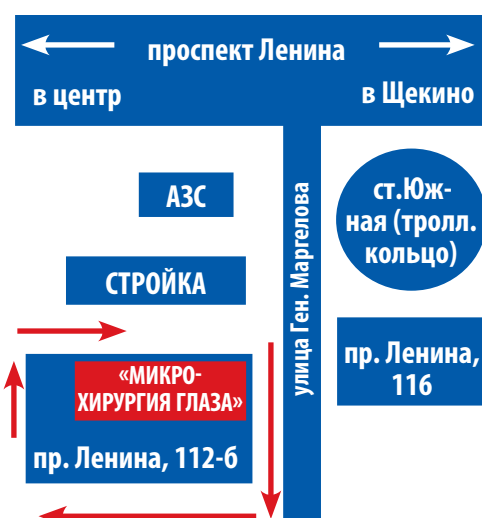 проспект Ленина
в центр
в Щекино
АЗС
ст.Юж-
ная (тролл.
кольцо)
СТРОЙКА
улица Ген. Маргелова
«МИКРО-
ХИРУРГИЯ ГЛАЗА»
пр. Ленина, 112-б
пр. Ленина,
116